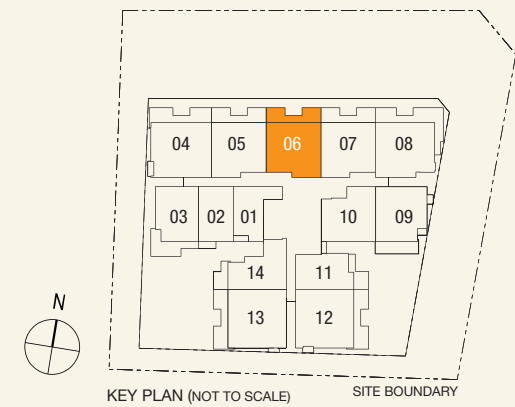 04 05 06 07 08
03 02 01 10 09
14 11
13 12
N
KEY PLAN (NOT TO SCALE)
SITE BOUNDARY